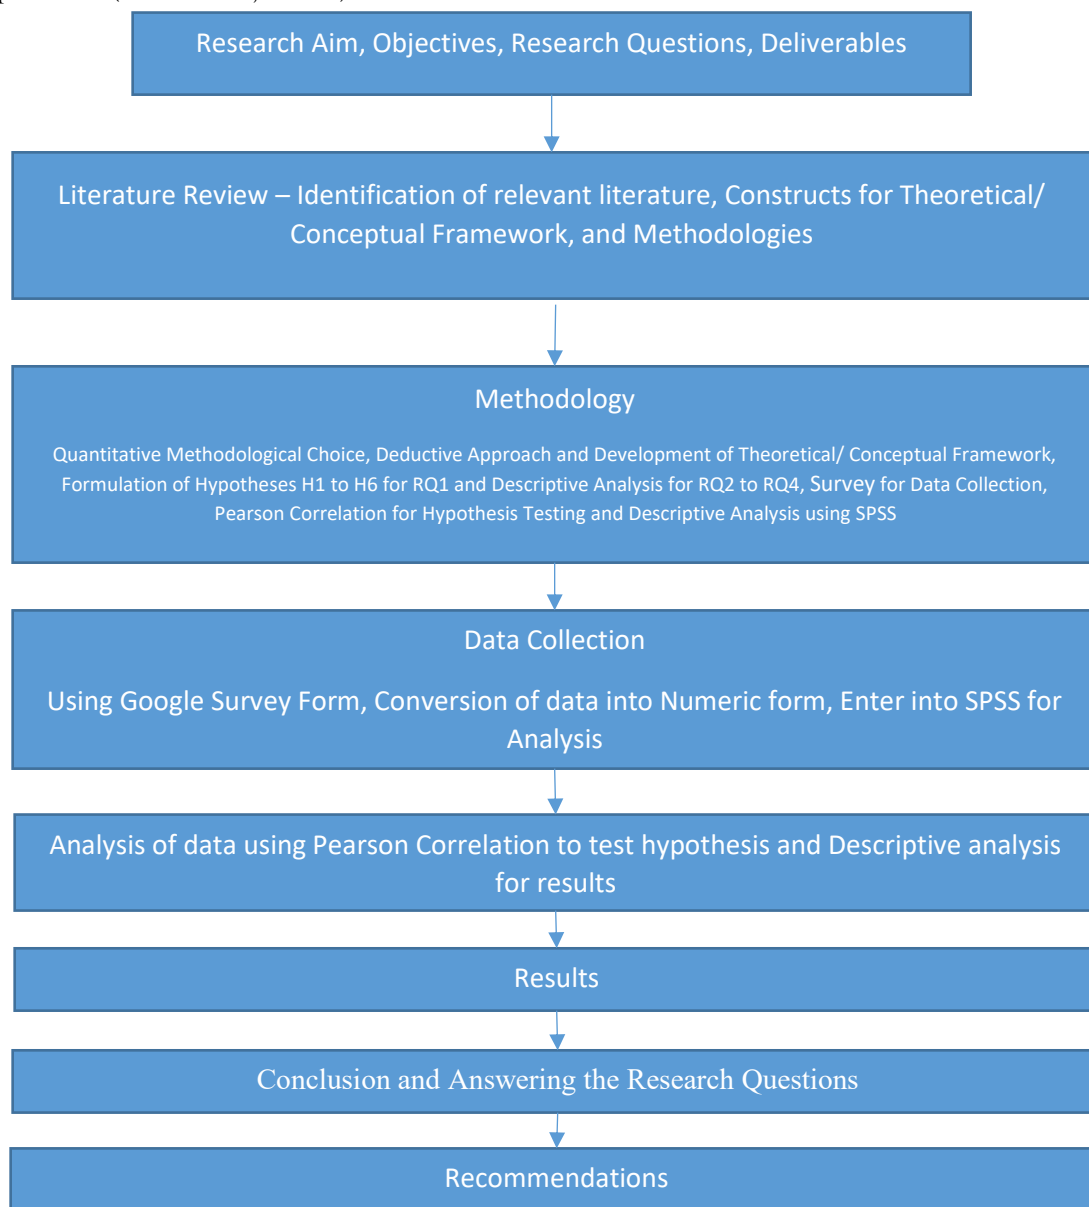 Research Aim, Objectives, Research Questions, Deliverables
Literature Review – Identification of relevant literature, Constructs for Theoretical/
Conceptual Framework, and Methodologies
Methodology
Quantitative Methodological Choice, Deductive Approach and Development of Theoretical/ Conceptual Framework,
Formulation of Hypotheses H1 to H6 for RQ1 and Descriptive Analysis for RQ2 to RQ4, Survey for Data Collection,
Pearson Correlation for Hypothesis Testing and Descriptive Analysis using SPSS
Data Collection
Using Google Survey Form, Conversion of data into Numeric form, Enter into SPSS for
Analysis
Analysis of data using Pearson Correlation to test hypothesis and Descriptive analysis
for results
Results
Conclusion and Answering the Research Questions
Recommendations